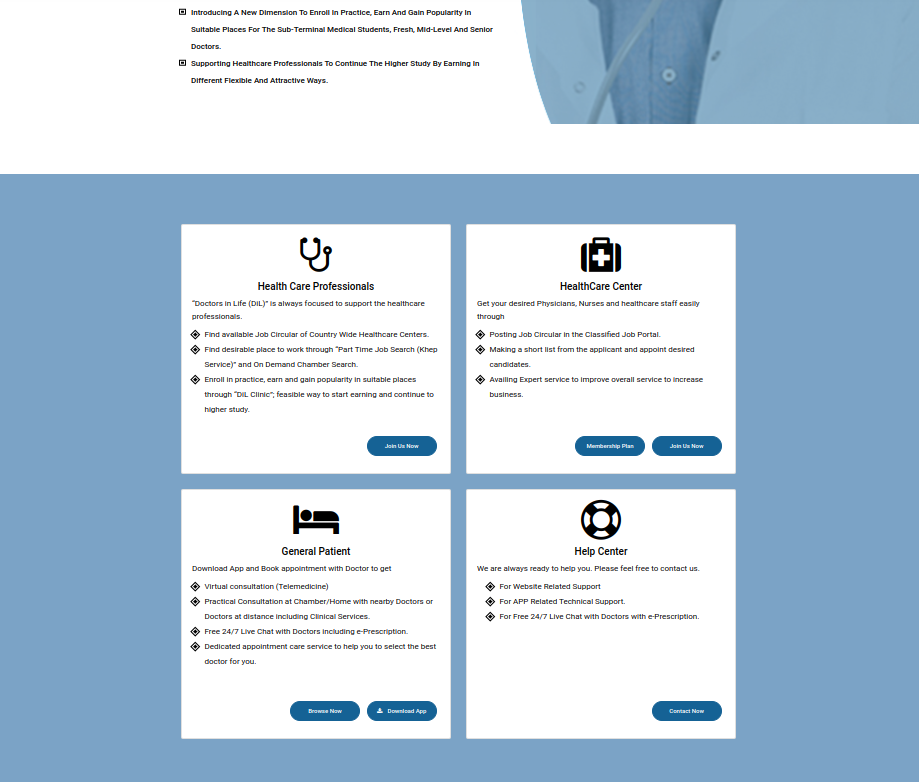 Introducing A New Dimension To Enroll In Practice, Earn And Gain Popularity In
Suitable Places For The Sub-Terminal Medical Students, Fresh, Mid-Level And Senior
Doctors.
Supporting Healthcare Professionals To Continue The Higher Study By Earning In
Different Flexible And Attractive Ways.
Health Care Professionals
“Doctors in Life (DiL)” is always focused to support the healthcare
professionals.
Find available Job Circular of Country Wide Healthcare Centers.
Find desirable place to work through “Part Time Job Search (Khep
Service)” and On Demand Chamber Search.
Enroll in practice, earn and gain popularity in suitable places
through “DiL Clinic”; feasible way to start earning and continue to
higher study.
Join Us Now
HealthCare Center
Get your desired Physicians, Nurses and healthcare staff easily
through
Posting Job Circular in the Classified Job Portal.
Making a short list from the applicant and appoint desired
candidates.
Availing Expert service to improve overall service to increase
business.
Membership Plan
Join Us Now
General Patient
Download App and Book appointment with Doctor to get
Virtual consultation (Telemedicine)
Practical Consultation at Chamber/Home with nearby Doctors or
Doctors at distance including Clinical Services.
Free 24/7 Live Chat with Doctors including e-Prescription.
Dedicated appointment care service to help you to select the best
doctor for you.
Browse Now
Download App
Help Center
We are always ready to help you. Please feel free to contact us.
For Website Related Support
For APP Related Technical Support.
For Free 24/7 Live Chat with Doctors with e-Prescription.
Contact Now